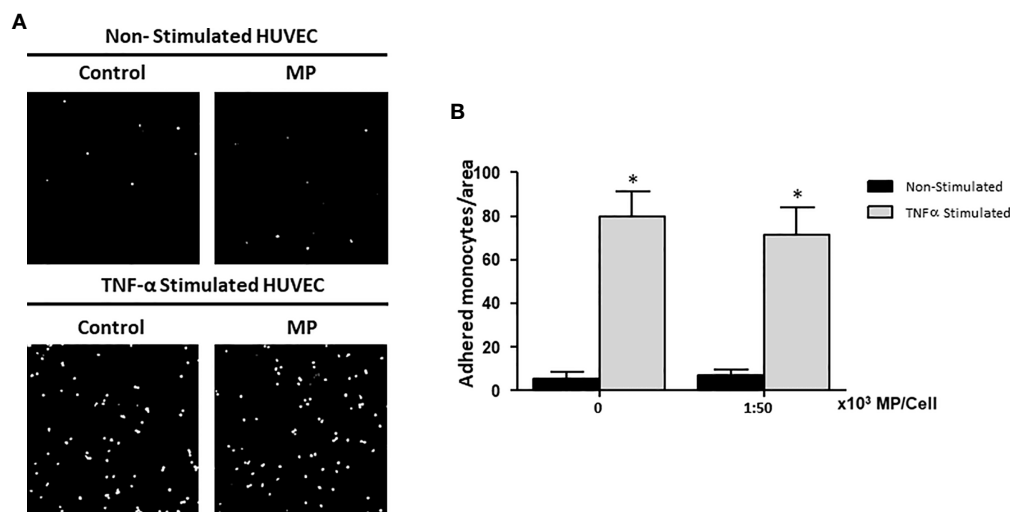 A
Non- Stimulated HUVEC
Control MP
TNF-α Stimulated HUVEC
Control MP
B
Adhered monocytes/area
100
80
60
40
20
0
* *
0 1:50
x10³ MP/Cell
Non-Stimulated
TNFα Stimulated